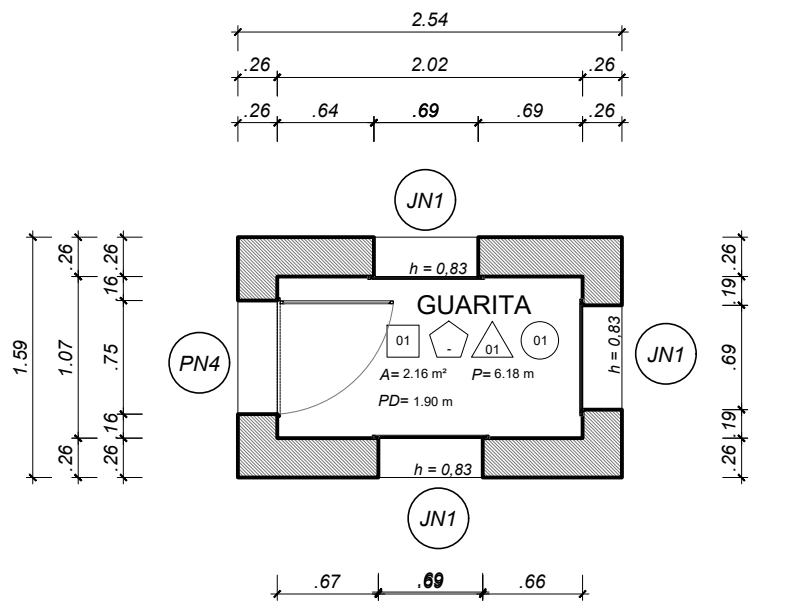 2.54
.26 2.02 .26
.26 .64 .69 .69 .26
JN1
h = 0,83
GUARITA
01 - 01 01
A= 2.16 m² P= 6.18 m
PD= 1.90 m
h = 0,83
JN1
PN4
1.59
.26 1.07 .26
.26 .16 .75 .16 .26
.26 .19 .69 .19 .26
h = 0,83
JN1
.67 .69 .66